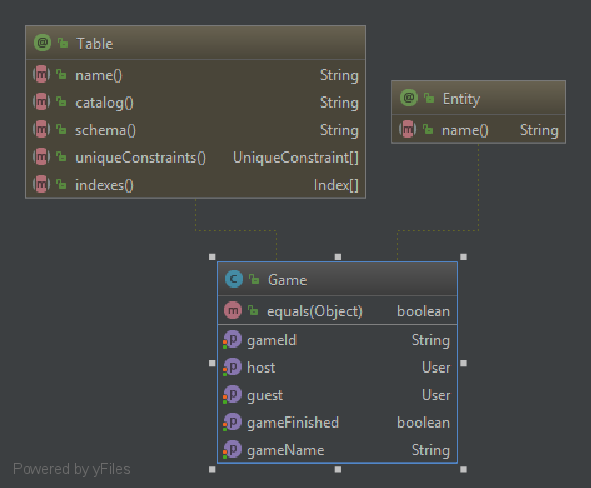 @ Table
m name() String
m catalog() String
m schema() String
m uniqueConstraints() UniqueConstraint[]
m indexes() Index[]
@ Entity
m name() String
C Game
m equals(Object) boolean
p gameId String
p host User
p guest User
p gameFinished boolean
p gameName String
Powered by yFiles